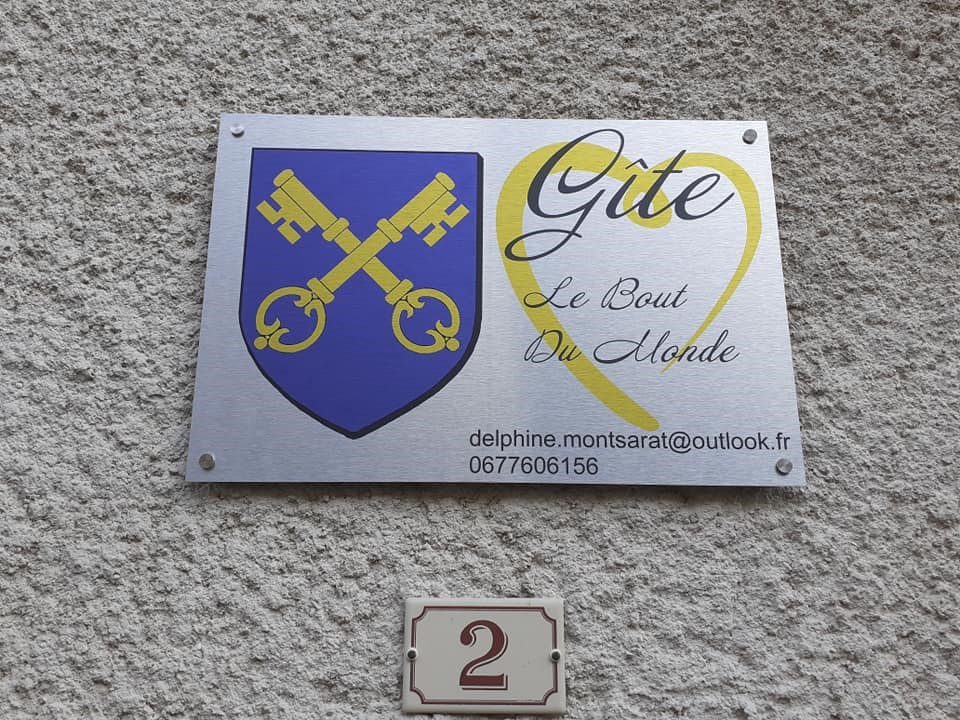 Gîte
Le Bout
Du Monde
delphine.montsarat@outlook.fr
0677606156
2